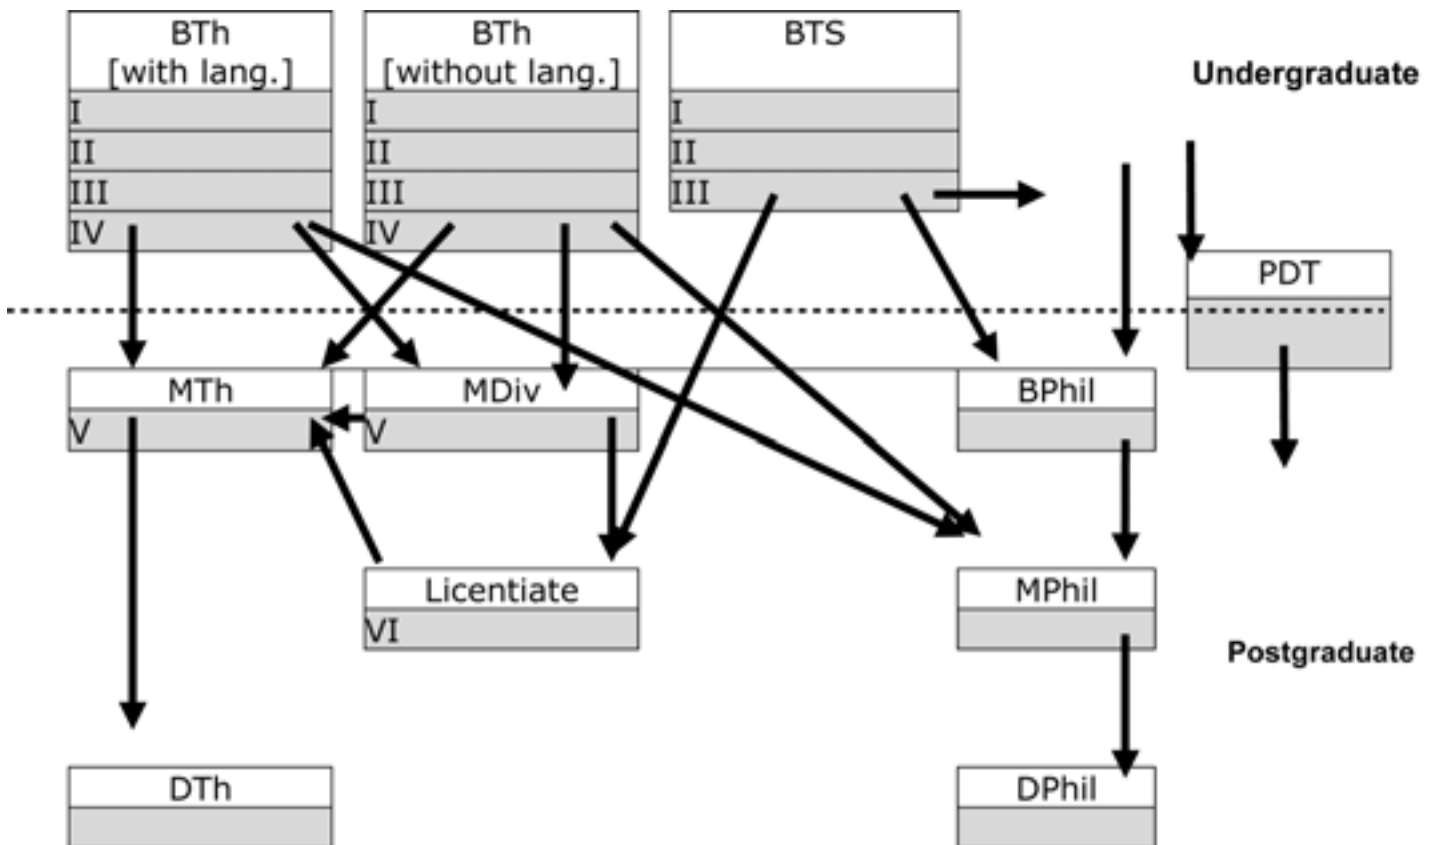 BTh
[with lang.]
I
II
III
IV
BTh
[without lang.]
I
II
III
IV
BTS
I
II
III
Undergraduate
PDT
MTh
V
MDiv
V
BPhil
Licentiate
VI
MPhil
Postgraduate
DTh
DPhil